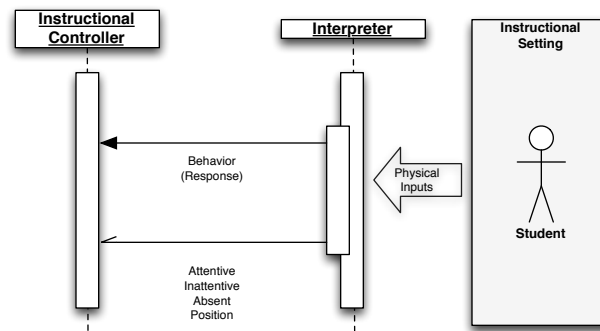 Instructional
Controller
Interpreter
Instructional
Setting
Behavior
(Response)
Physical
Inputs
Student
Attentive
Inattentive
Absent
Position